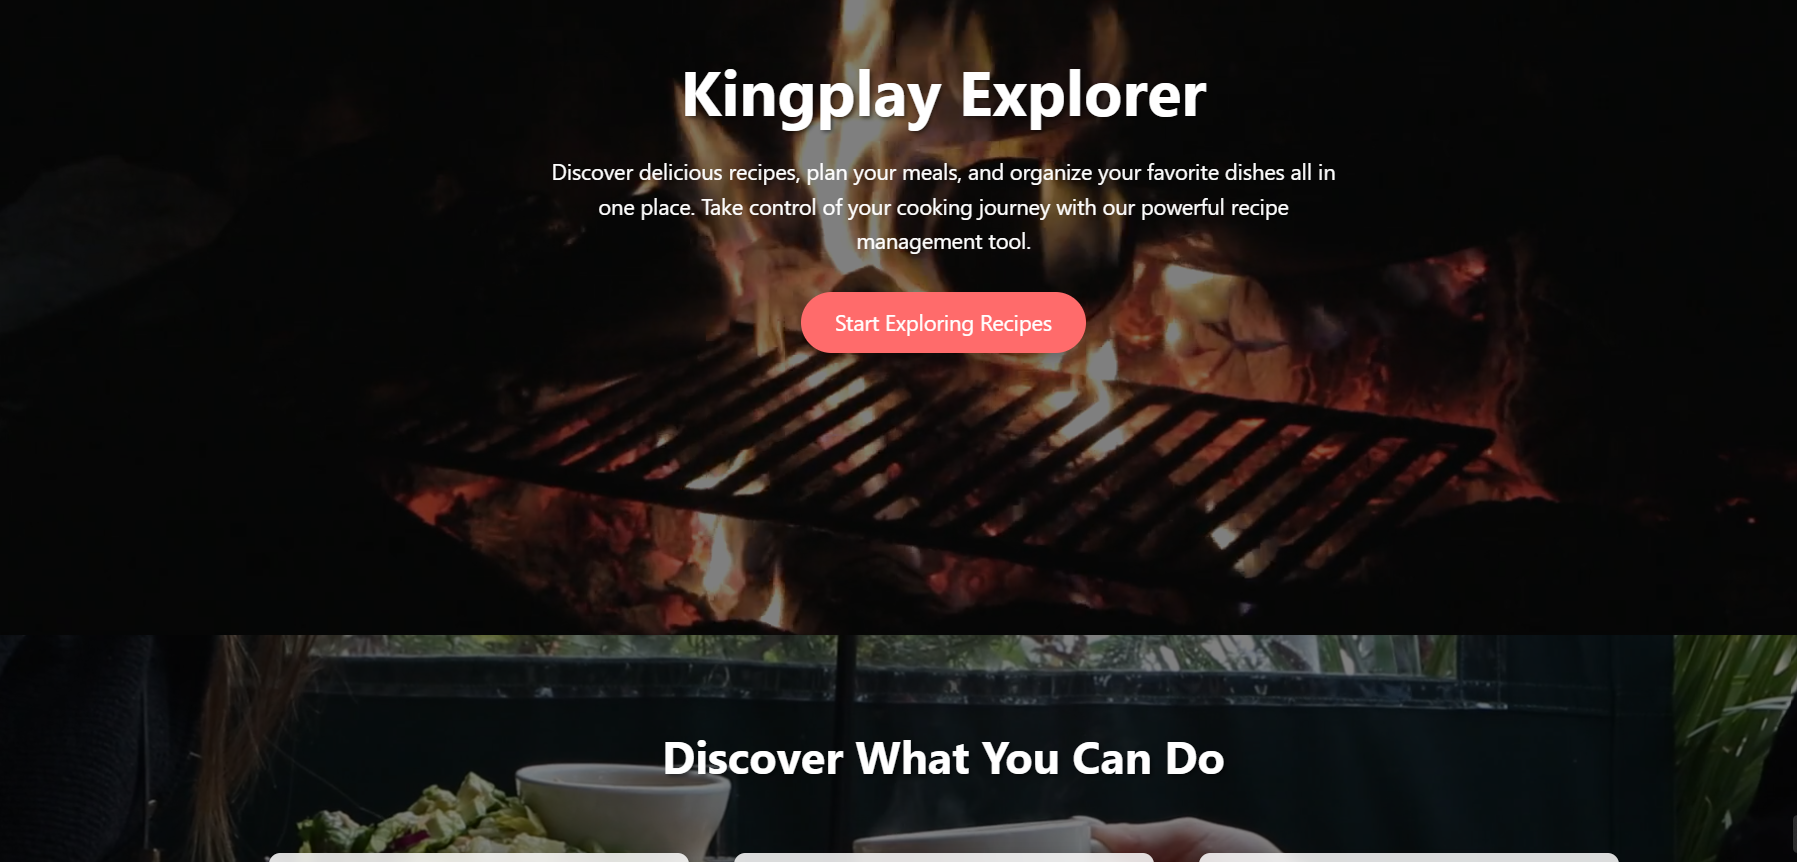 Kingplay Explorer
Discover delicious recipes, plan your meals, and organize your favorite dishes all in
one place. Take control of your cooking journey with our powerful recipe
management tool.
Start Exploring Recipes
Discover What You Can Do